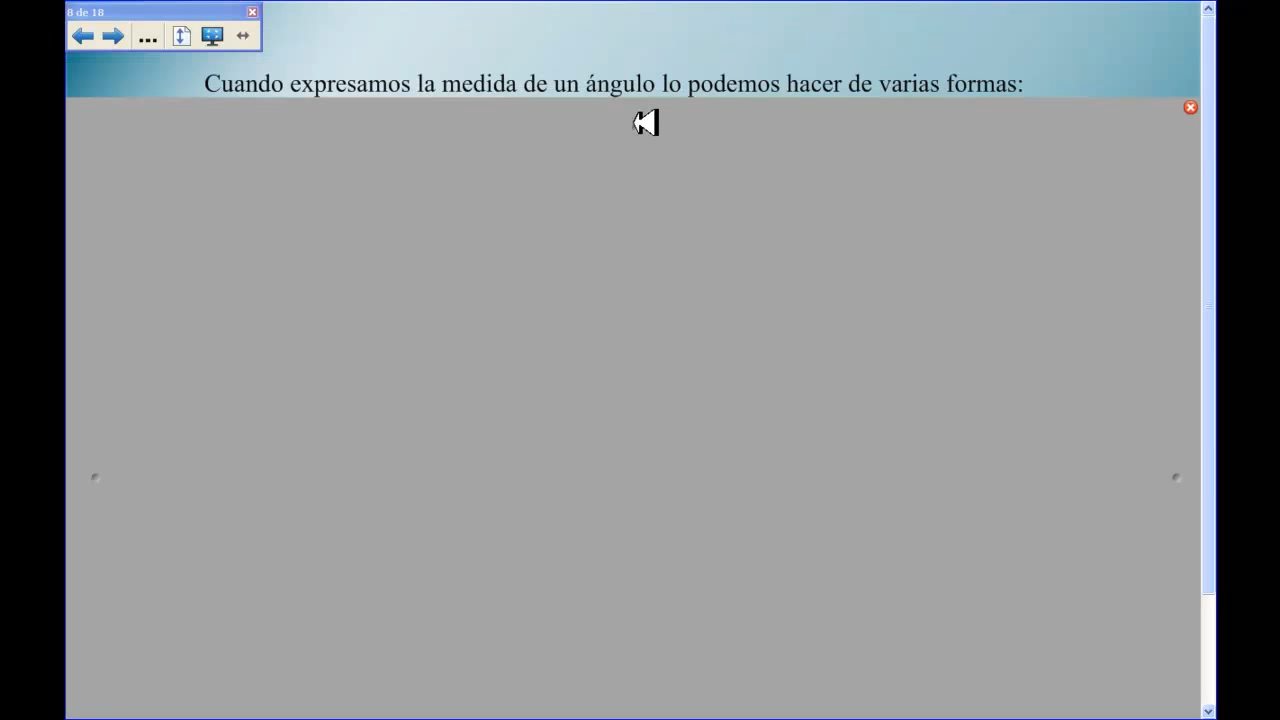 8 de 18
...
Cuando expresamos la medida de un ángulo lo podemos hacer de varias formas: